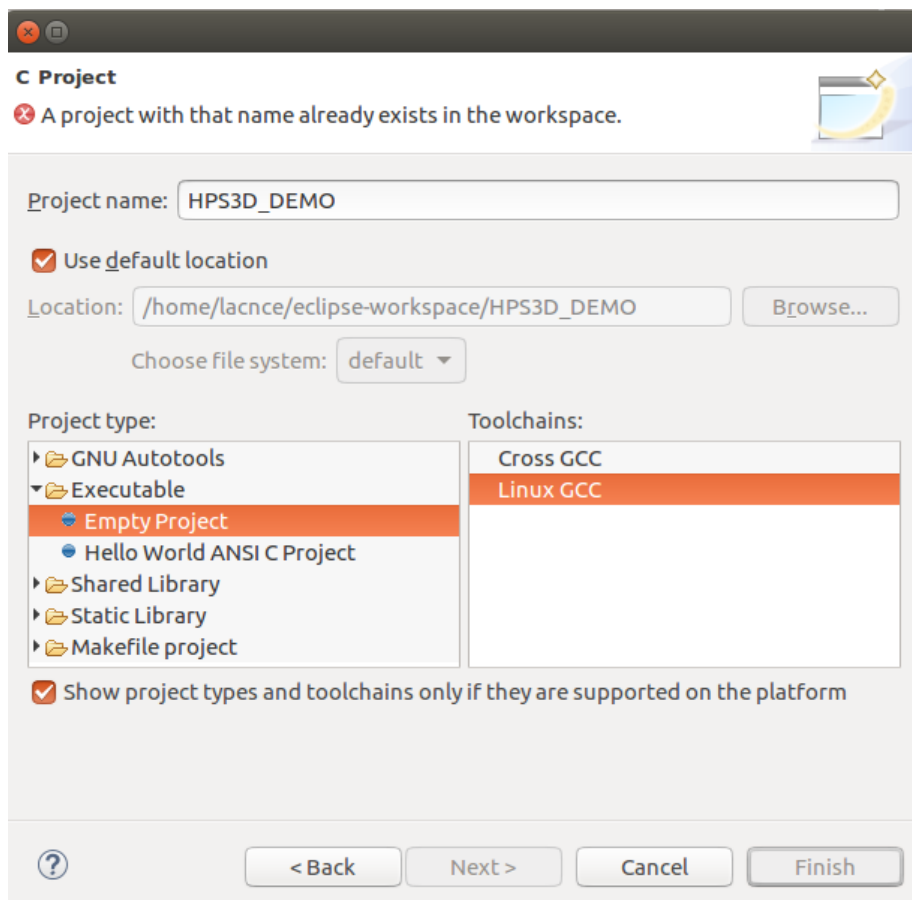 C Project
A project with that name already exists in the workspace.
Project name: HPS3D_DEMO
Use default location
Location: /home/lacnce/eclipse-workspace/HPS3D_DEMO Browse...
Choose file system: default
Project type: Toolchains:
GNU Autotools Cross GCC
Executable Linux GCC
Empty Project
Hello World ANSI C Project
Shared Library
Static Library
Makefile project
Show project types and toolchains only if they are supported on the platform
? < Back Next > Cancel Finish